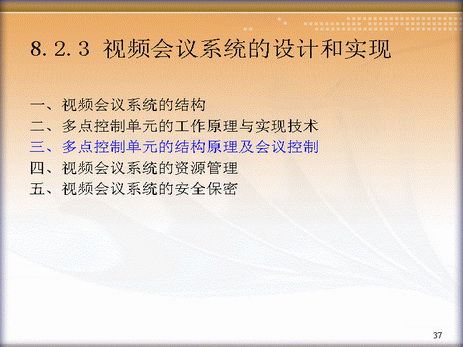 8.2.3 视频会议系统的设计和实现
一、视频会议系统的结构
二、多点控制单元的工作原理与实现技术
三、多点控制单元的结构原理及会议控制
四、视频会议系统的资源管理
五、视频会议系统的安全保密
37